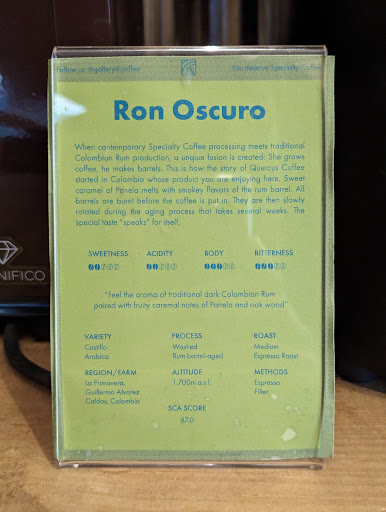 Follow us @gallery4.coffee
You deserve Specialty Coffee
Ron Oscuro
When contemporary Specialty Coffee processing meets traditional
Colombian Rum production, a unqiue fusion is created: She grows
coffee, he makes barrels. This is how the story of Quercus Cuffee
started in Colombia whose product you are enjoying here. Sweet
caramel of Panela melts with smokey flavors of the rum barrel. All
barrels are burnt before the coffee is put in. They are then slowly
rotated during the aging process that takes several weeks. The
special taste "speaks" for itself.
SWEETNESS ACIDITY BODY BITTERNESS
"Feel the aroma of traditional dark Colombian Rum
paired with fruity caremal notes of Panela and oak wood"
VARIETY PROCESS ROAST
Castillo Washed Medium
Arabica Rum barrel-aged Espresso Roast
REGION/FARM ALTITUDE METHODS
La Primavera, 1.700m.a.s.l. Espresso
Guillermo Alvarez Filter
Caldas, Colombia
SCA SCORE
87.0
NIFICO